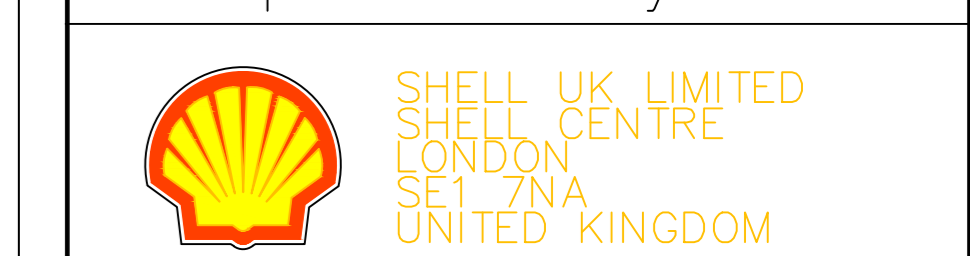 SHELL UK LIMITED
SHELL CENTRE
LONDON
SE1 7NA
UNITED KINGDOM